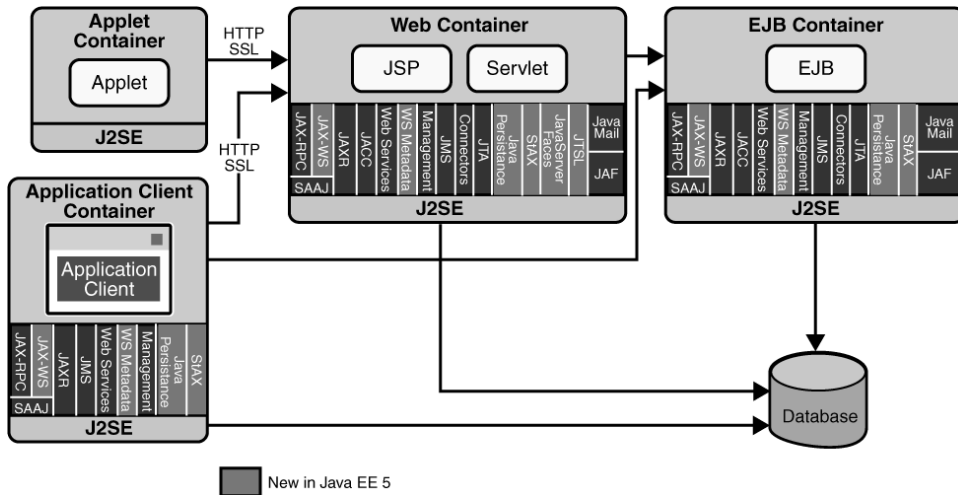 Applet
Container
Applet
J2SE
HTTP
SSL
HTTP
SSL
Web Container
JSP
Servlet
JAX-RPC
JAX-WS
SAAJ
JAXR
JACC
Web Services
WS Metadata
Management
JMS
Connectors
JTA
Java
Persistance
StAX
JavaServer
Faces
JTSL
Java
Mail
JAF
J2SE
EJB Container
EJB
JAX-RPC
JAX-WS
SAAJ
JAXR
JACC
Web Services
WS Metadata
Management
JMS
Connectors
JTA
Java
Persistance
StAX
Java
Mail
JAF
J2SE
Application Client
Container
Application
Client
JAX-RPC
JAX-WS
SAAJ
JAXR
JMS
Web Services
WS Metadata
Management
Java
Persistance
StAX
J2SE
Database
New in Java EE 5